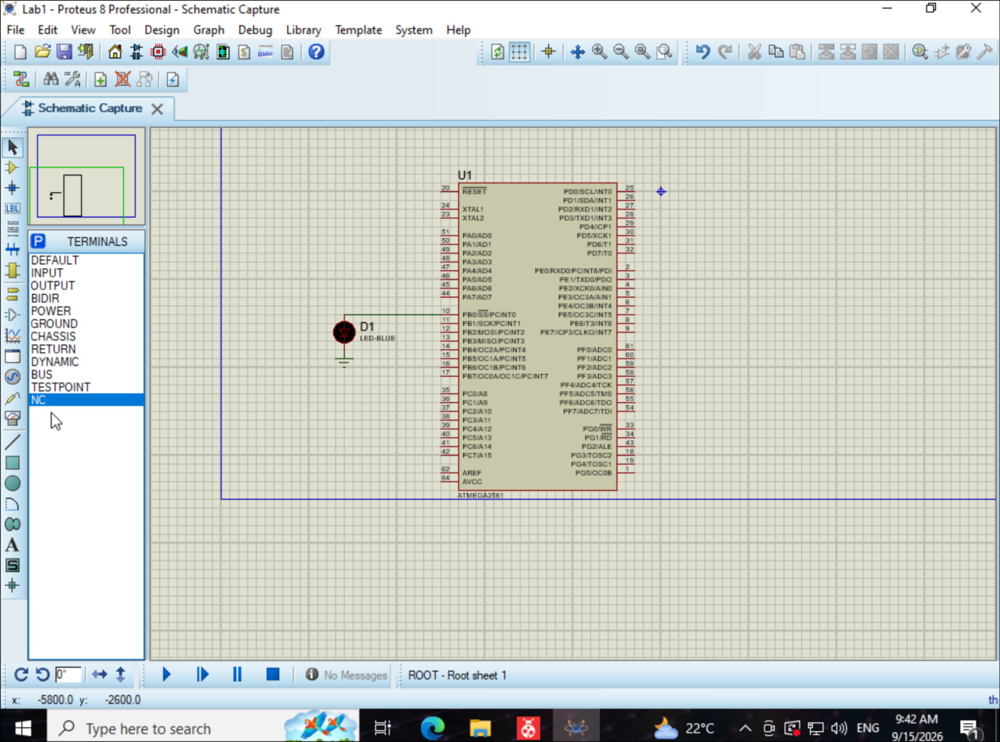 Lab1 - Proteus 8 Professional - Schematic Capture
File Edit View Tool Design Graph Debug Library Template System Help
Schematic Capture
LBL
P TERMINALS
DEFAULT
INPUT
OUTPUT
BIDIR
POWER
GROUND
CHASSIS
RETURN
DYNAMIC
BUS
TESTPOINT
NC
A
S
U1
20 RESET PD0/SCL/INT0 25
PD1/SDA/INT1 26
24 XTAL1 PD2/RXD1/INT2 27
23 XTAL2 PD3/TXD1/INT3 28
PD4/ICP1 29
51 PA0/AD0 PD5/XCK1 30
50 PA1/AD1 PD6/T1 31
49 PA2/AD2 PD7/T0 32
48 PA3/AD3
47 PA4/AD4 PE0/RXD0/PCINT8/PDI 2
46 PA5/AD5 PE1/TXD0/PDO 3
45 PA6/AD6 PE2/XCK0/AIN0 4
44 PA7/AD7 PE3/OC3A/AIN1 5
PE4/OC3B/INT4 6
10 PB0/SS/PCINT0 PE5/OC3C/INT5 7
11 PB1/SCK/PCINT1 PE6/T3/INT6 8
12 PB2/MOSI/PCINT2 PE7/ICP3/CLKO/INT7 9
13 PB3/MISO/PCINT3
14 PB4/OC2A/PCINT4 PF0/ADC0 61
15 PB5/OC1A/PCINT5 PF1/ADC1 60
16 PB6/OC1B/PCINT6 PF2/ADC2 59
17 PB7/OC0A/OC1C/PCINT7 PF3/ADC3 58
PF4/ADC4/TCK 57
35 PC0/A8 PF5/ADC5/TMS 56
36 PC1/A9 PF6/ADC6/TDO 55
37 PC2/A10 PF7/ADC7/TDI 54
38 PC3/A11
39 PC4/A12 PG0/WR 33
40 PC5/A13 PG1/RD 34
41 PC6/A14 PG2/ALE 43
42 PC7/A15 PG3/TOSC2 18
PG4/TOSC1 19
62 AREF PG5/OC0B 1
64 AVCC
ATMEGA2561
D1
LED-BLUE
0°
No Messages
ROOT - Root sheet 1
x: -5800.0 y: -2600.0
th
Type here to search
22°C
ENG
9:42 AM
9/15/2026
1